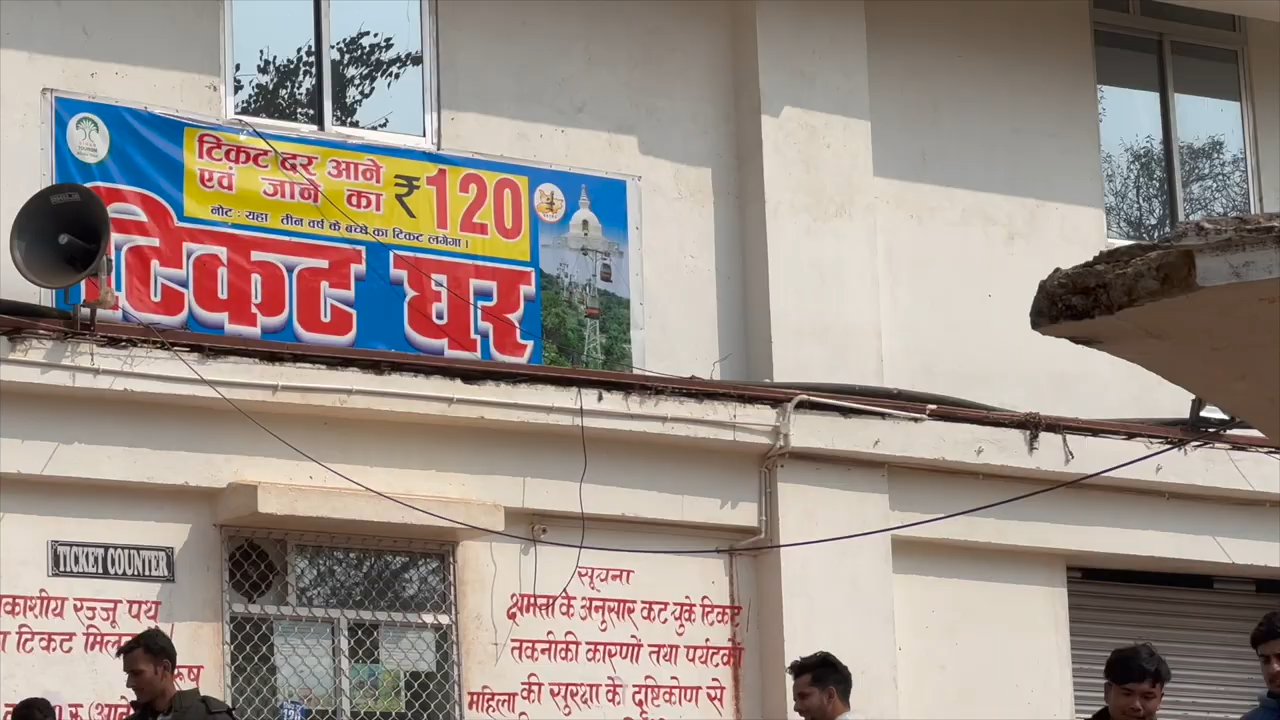 टिकट दर आने
एवं जाने का ₹120
नोट : यहा तीन वर्ष के बच्चे का टिकट लगेगा।
टिकट घर
TICKET COUNTER
सूचना
क्षमता के अनुसार कट चुके टिकट
तकनीकी कारणों तथा पर्यटकों
की सुरक्षा के दृष्टिकोण से
महिला
रज्जू पथ
टिकट
120